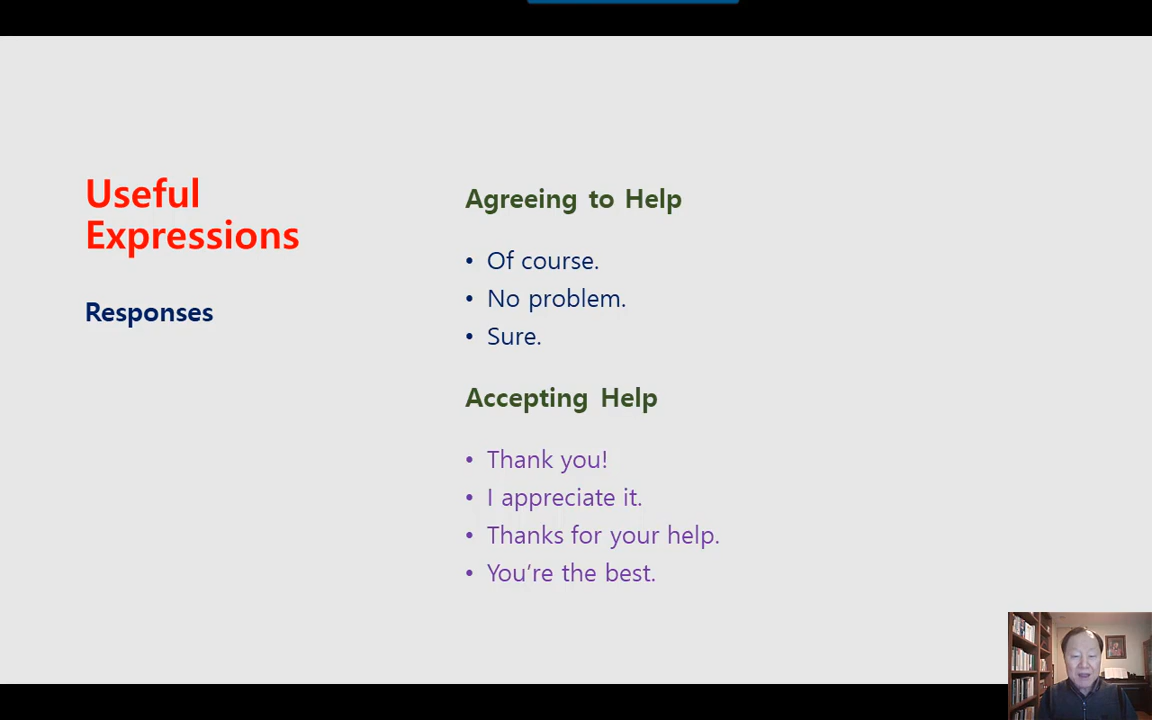 Useful
Expressions
Responses
Agreeing to Help
• Of course.
• No problem.
• Sure.
Accepting Help
• Thank you!
• I appreciate it.
• Thanks for your help.
• You’re the best.